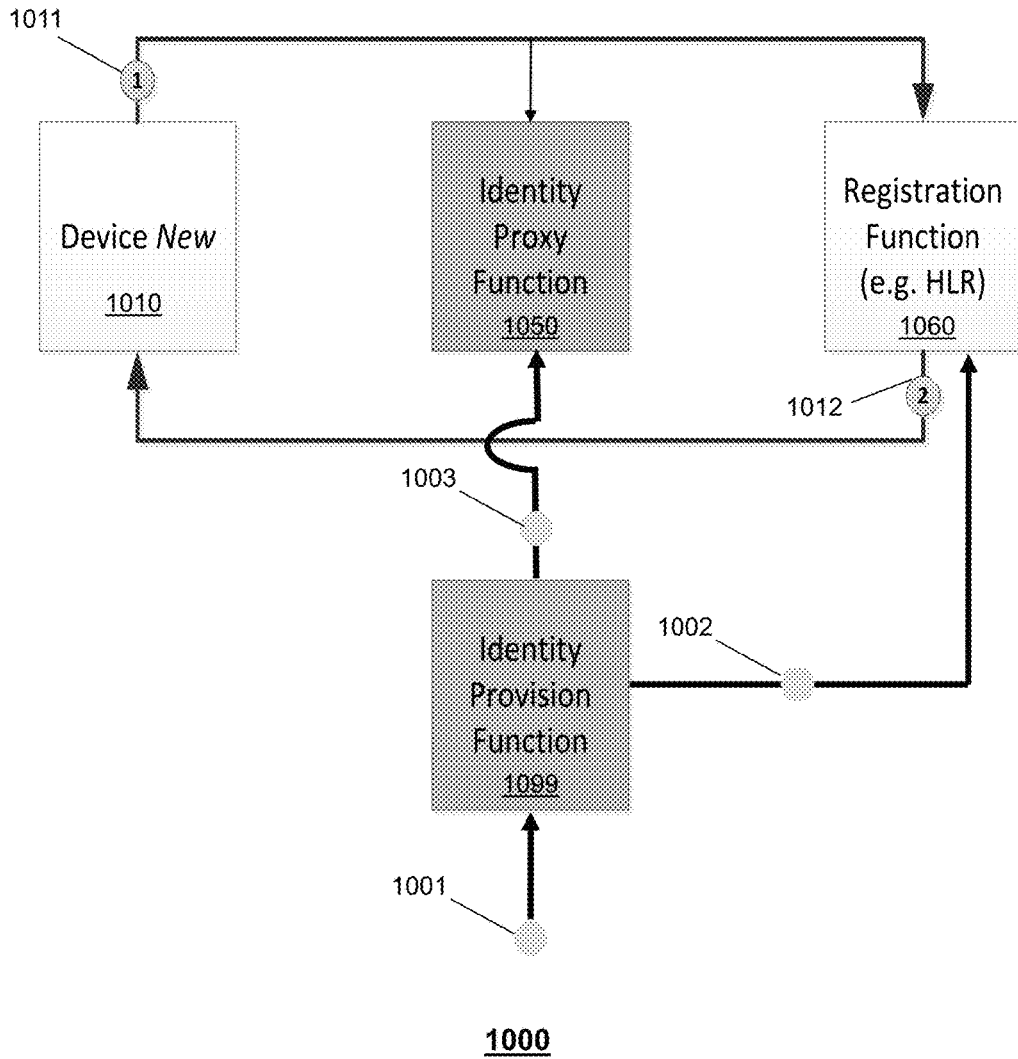 1011
1
Device New
1010
Identity
Proxy
Function
1050
Registration
Function
(e.g. HLR)
1060
1012
2
1003
1002
Identity
Provision
Function
1099
1001
1000